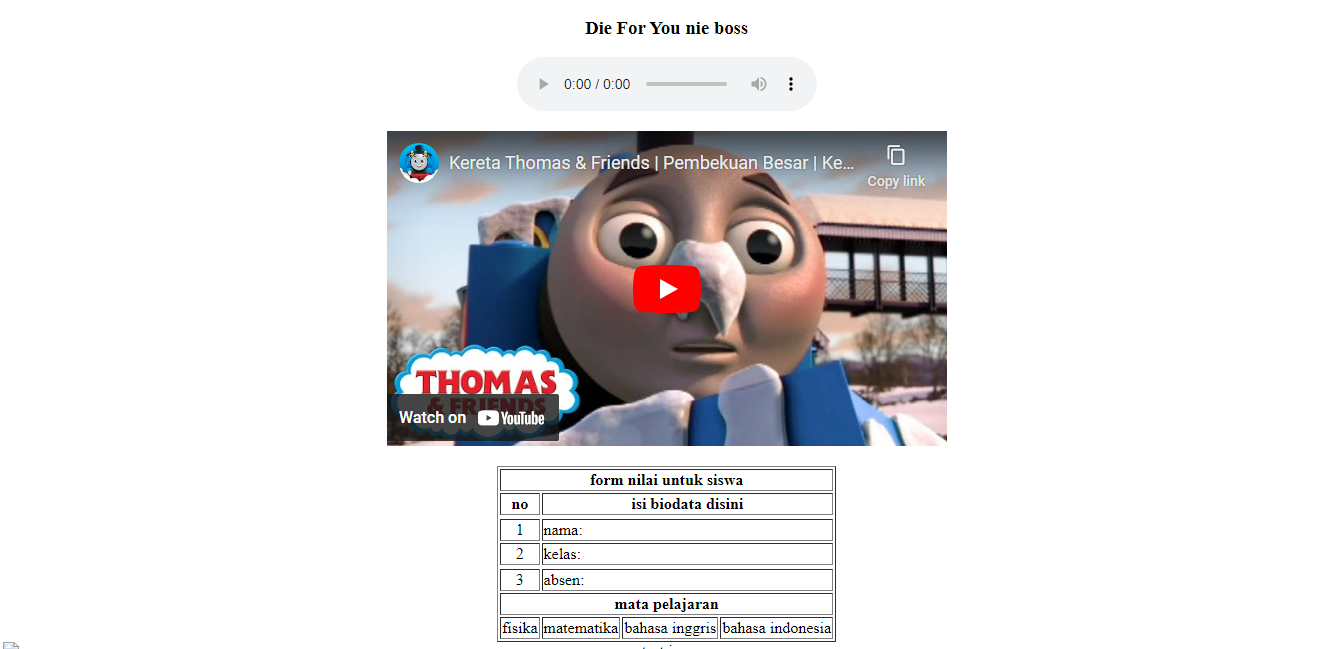 Die For You nie boss
0:00 / 0:00
Kereta Thomas & Friends | Pembekuan Besar | Ke...
Copy link
THOMAS
& FRIENDS
Watch on YouTube
form nilai untuk siswa
no isi biodata disini
1 nama:
2 kelas:
3 absen:
mata pelajaran
fisika matematika bahasa inggris bahasa indonesia